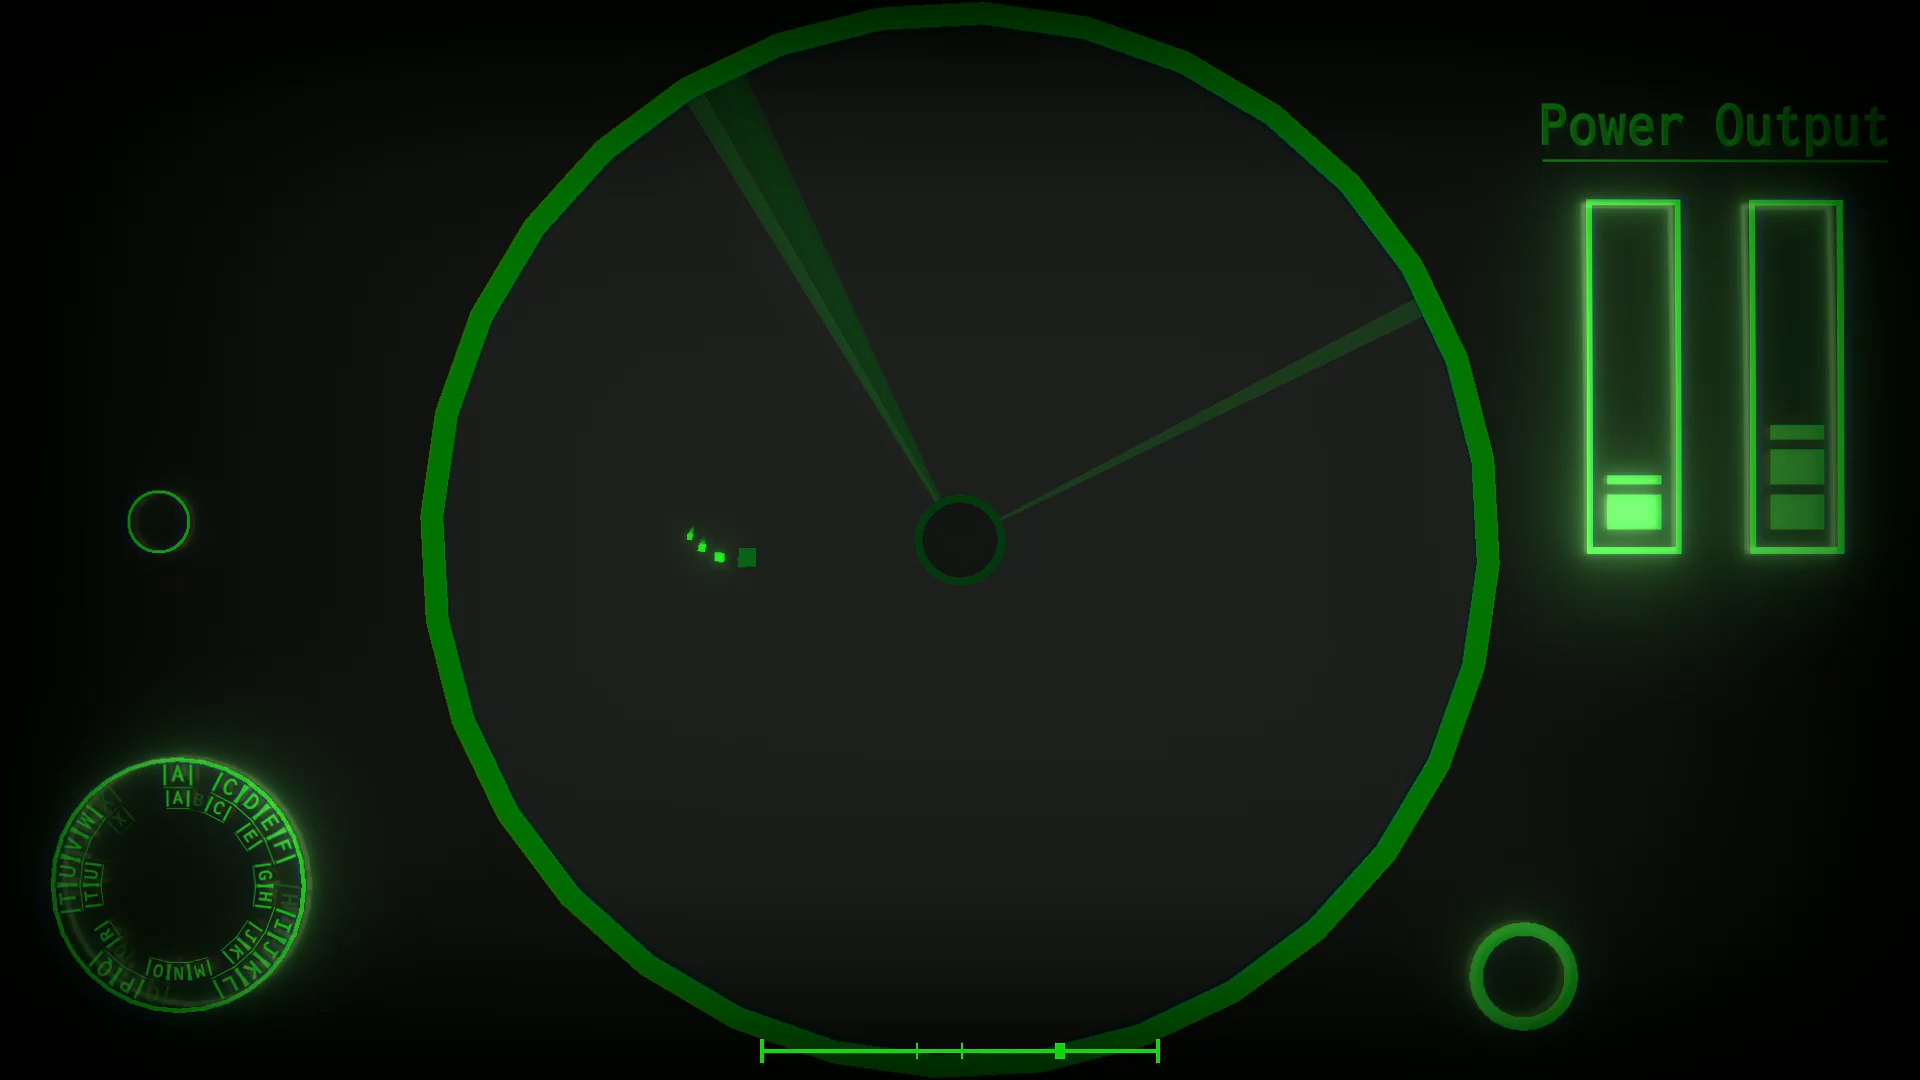 Power Output
A C D E F H I J K L O P Q T U V W X
A B C E G H J K M N O Q R T U X